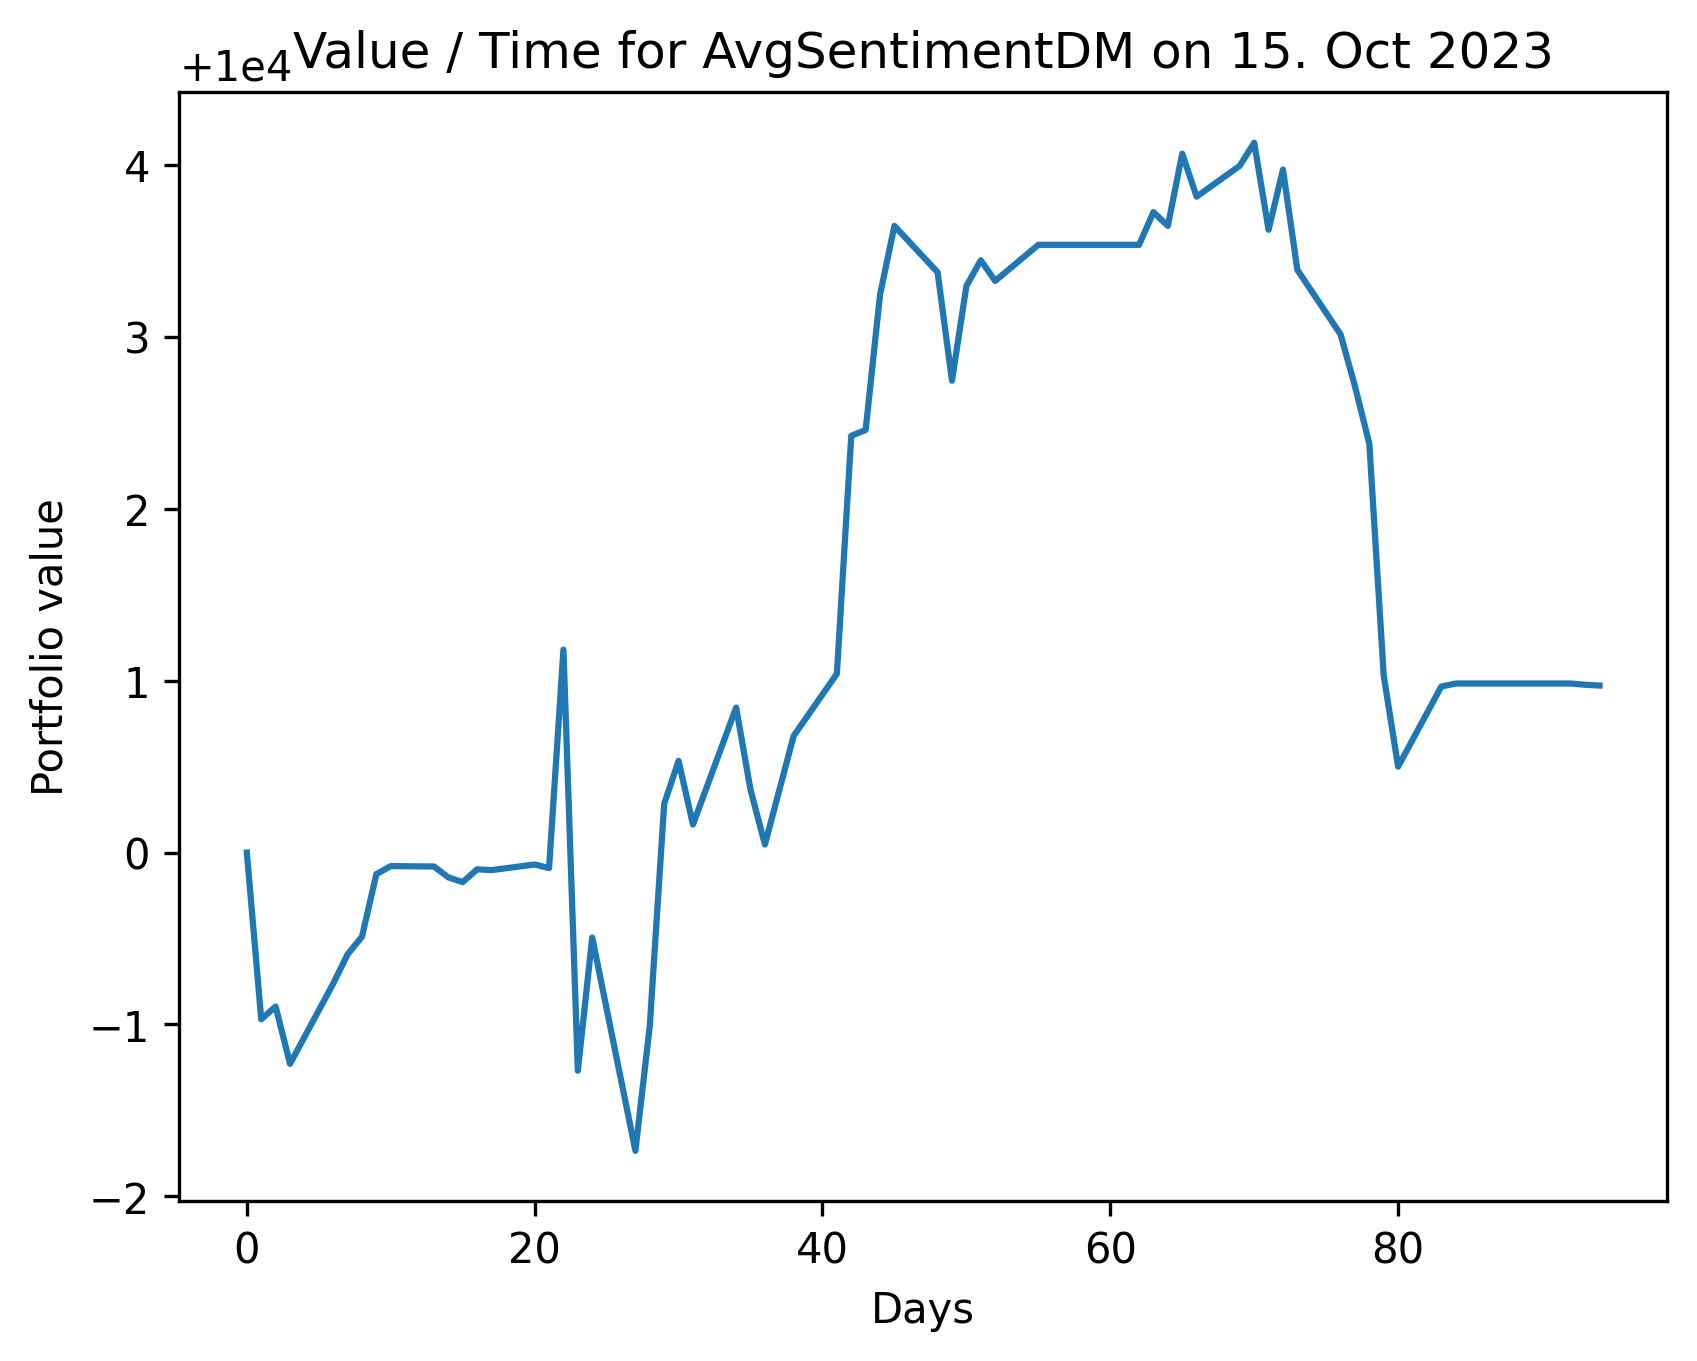 Value / Time for AvgSentimentDM on 15. Oct 2023
+1e4
4
3
2
1
0
−1
−2
Portfolio value
0 20 40 60 80
Days